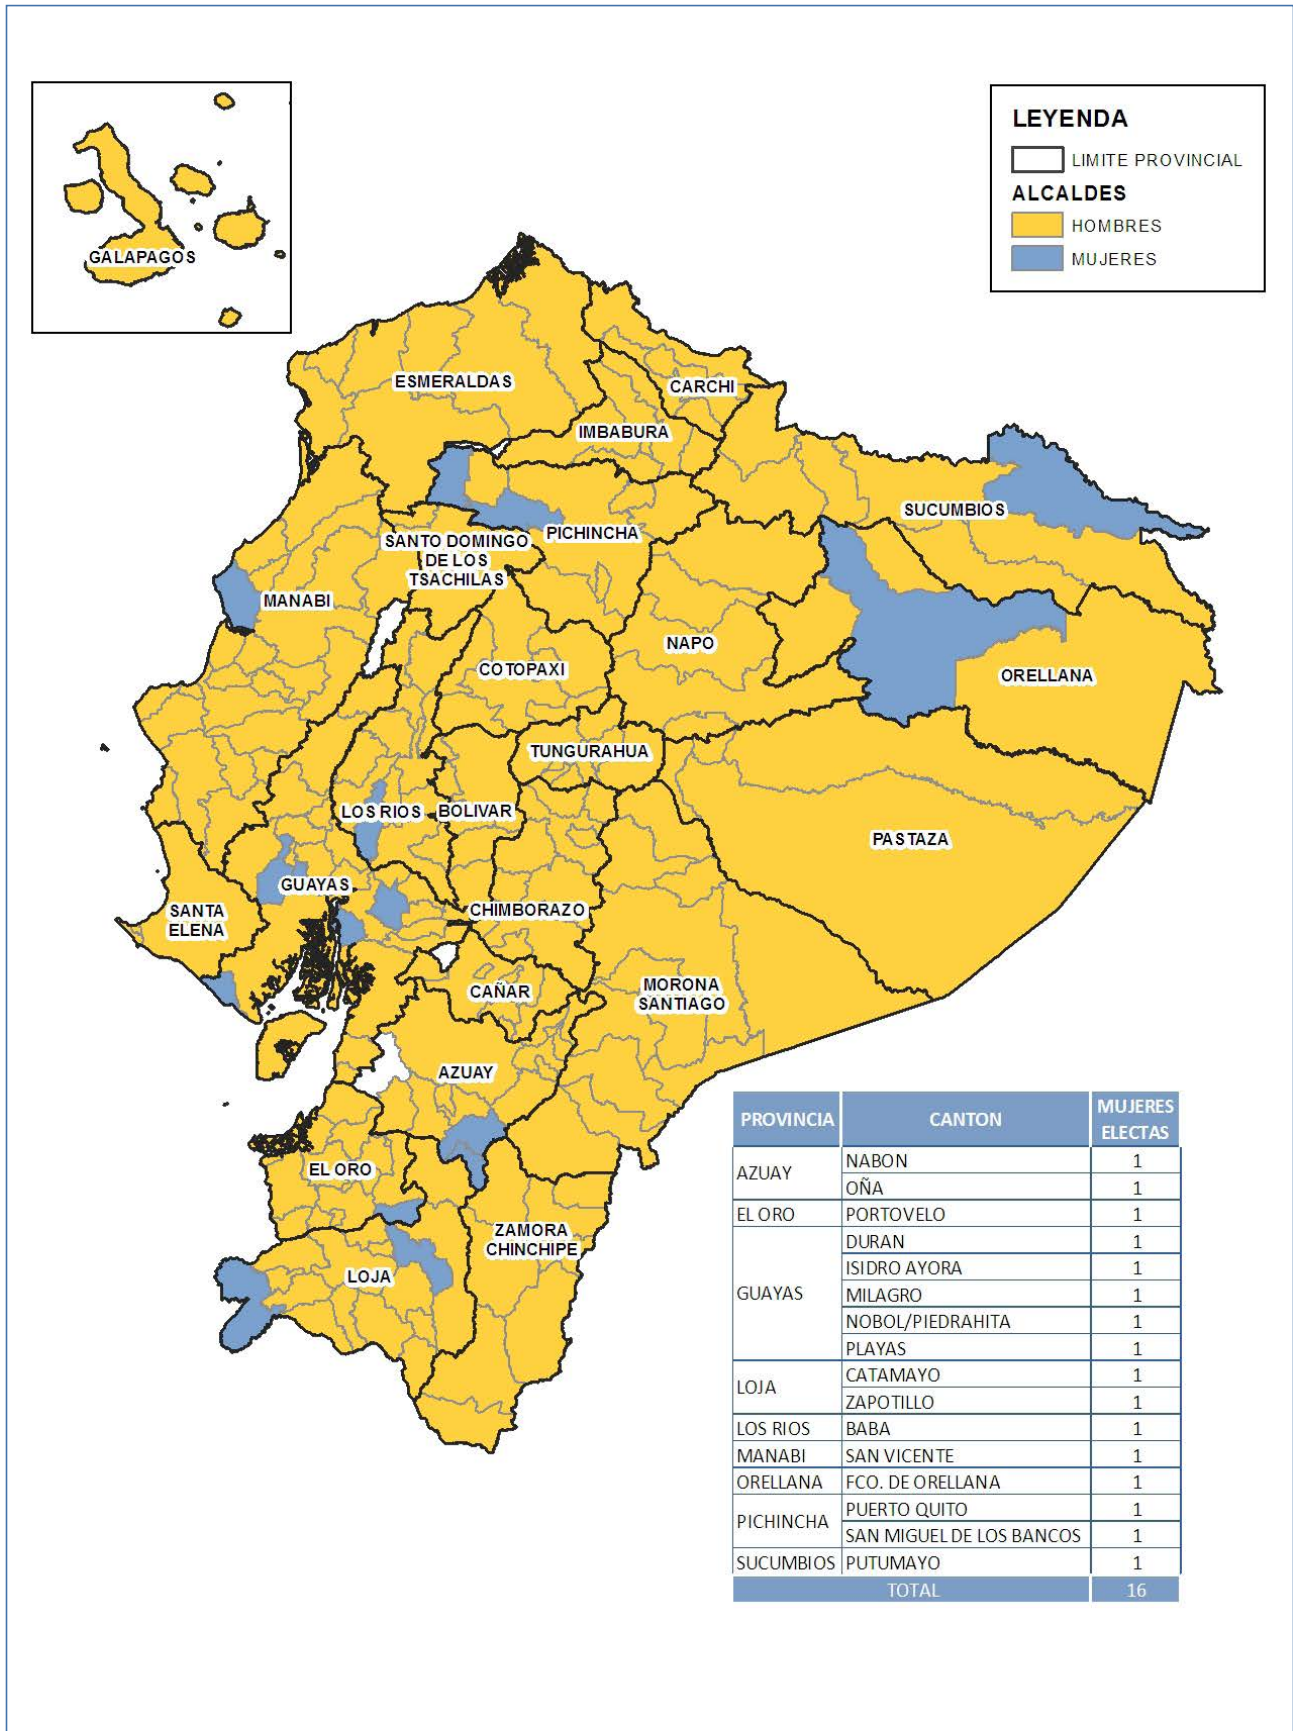 LEYENDA
LIMITE PROVINCIAL
ALCALDES
HOMBRES
MUJERES
GALAPAGOS
ESMERALDAS
CARCHI
IMBABURA
SUCUMBIOS
PICHINCHA
SANTO DOMINGO
DE LOS
TSACHILAS
MANABI
NAPO
COTOPAXI
ORELLANA
TUNGURAHUA
LOS RIOS
BOLIVAR
PASTAZA
GUAYAS
SANTA
ELENA
CHIMBORAZO
CAÑAR
MORONA
SANTIAGO
AZUAY
EL ORO
ZAMORA
CHINCHIPE
LOJA
PROVINCIA CANTON MUJERES
ELECTAS
AZUAY NABON 1
OÑA 1
EL ORO PORTOVELO 1
GUAYAS DURAN 1
ISIDRO AYORA 1
MILAGRO 1
NOBOL/PIEDRAHITA 1
PLAYAS 1
LOJA CATAMAYO 1
ZAPOTILLO 1
LOS RIOS BABA 1
MANABI SAN VICENTE 1
ORELLANA FCO. DE ORELLANA 1
PICHINCHA PUERTO QUITO 1
SAN MIGUEL DE LOS BANCOS 1
SUCUMBIOS PUTUMAYO 1
TOTAL 16